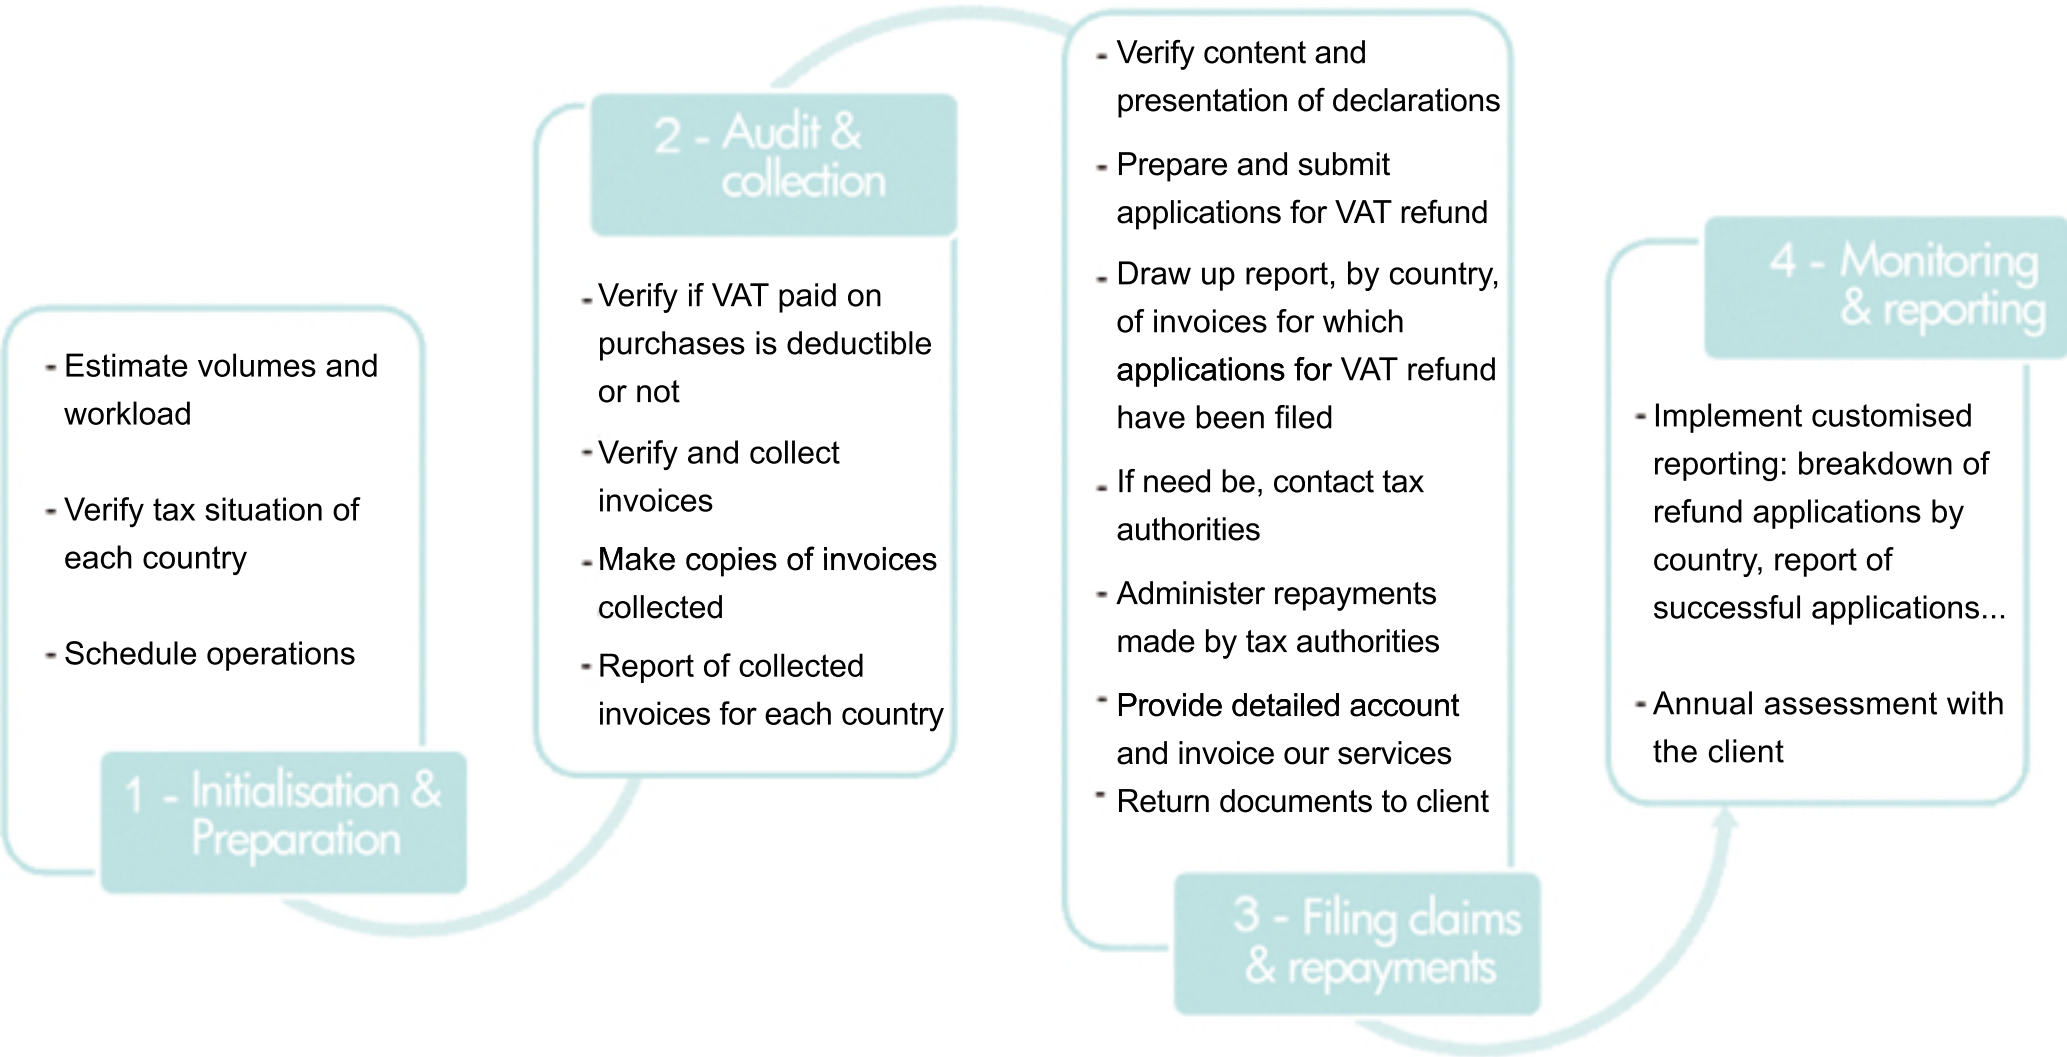 - Estimate volumes and
workload
- Verify tax situation of
each country
- Schedule operations
1 - Initialisation &
Preparation
2 - Audit &
collection
- Verify if VAT paid on
purchases is deductible
or not
- Verify and collect
invoices
- Make copies of invoices
collected
- Report of collected
invoices for each country
- Verify content and
presentation of declarations
- Prepare and submit
applications for VAT refund
- Draw up report, by country,
of invoices for which
applications for VAT refund
have been filed
- If need be, contact tax
authorities
- Administer repayments
made by tax authorities
- Provide detailed account
and invoice our services
- Return documents to client
3 - Filing claims
& repayments
4 - Monitoring
& reporting
- Implement customised
reporting: breakdown of
refund applications by
country, report of
successful applications...
- Annual assessment with
the client